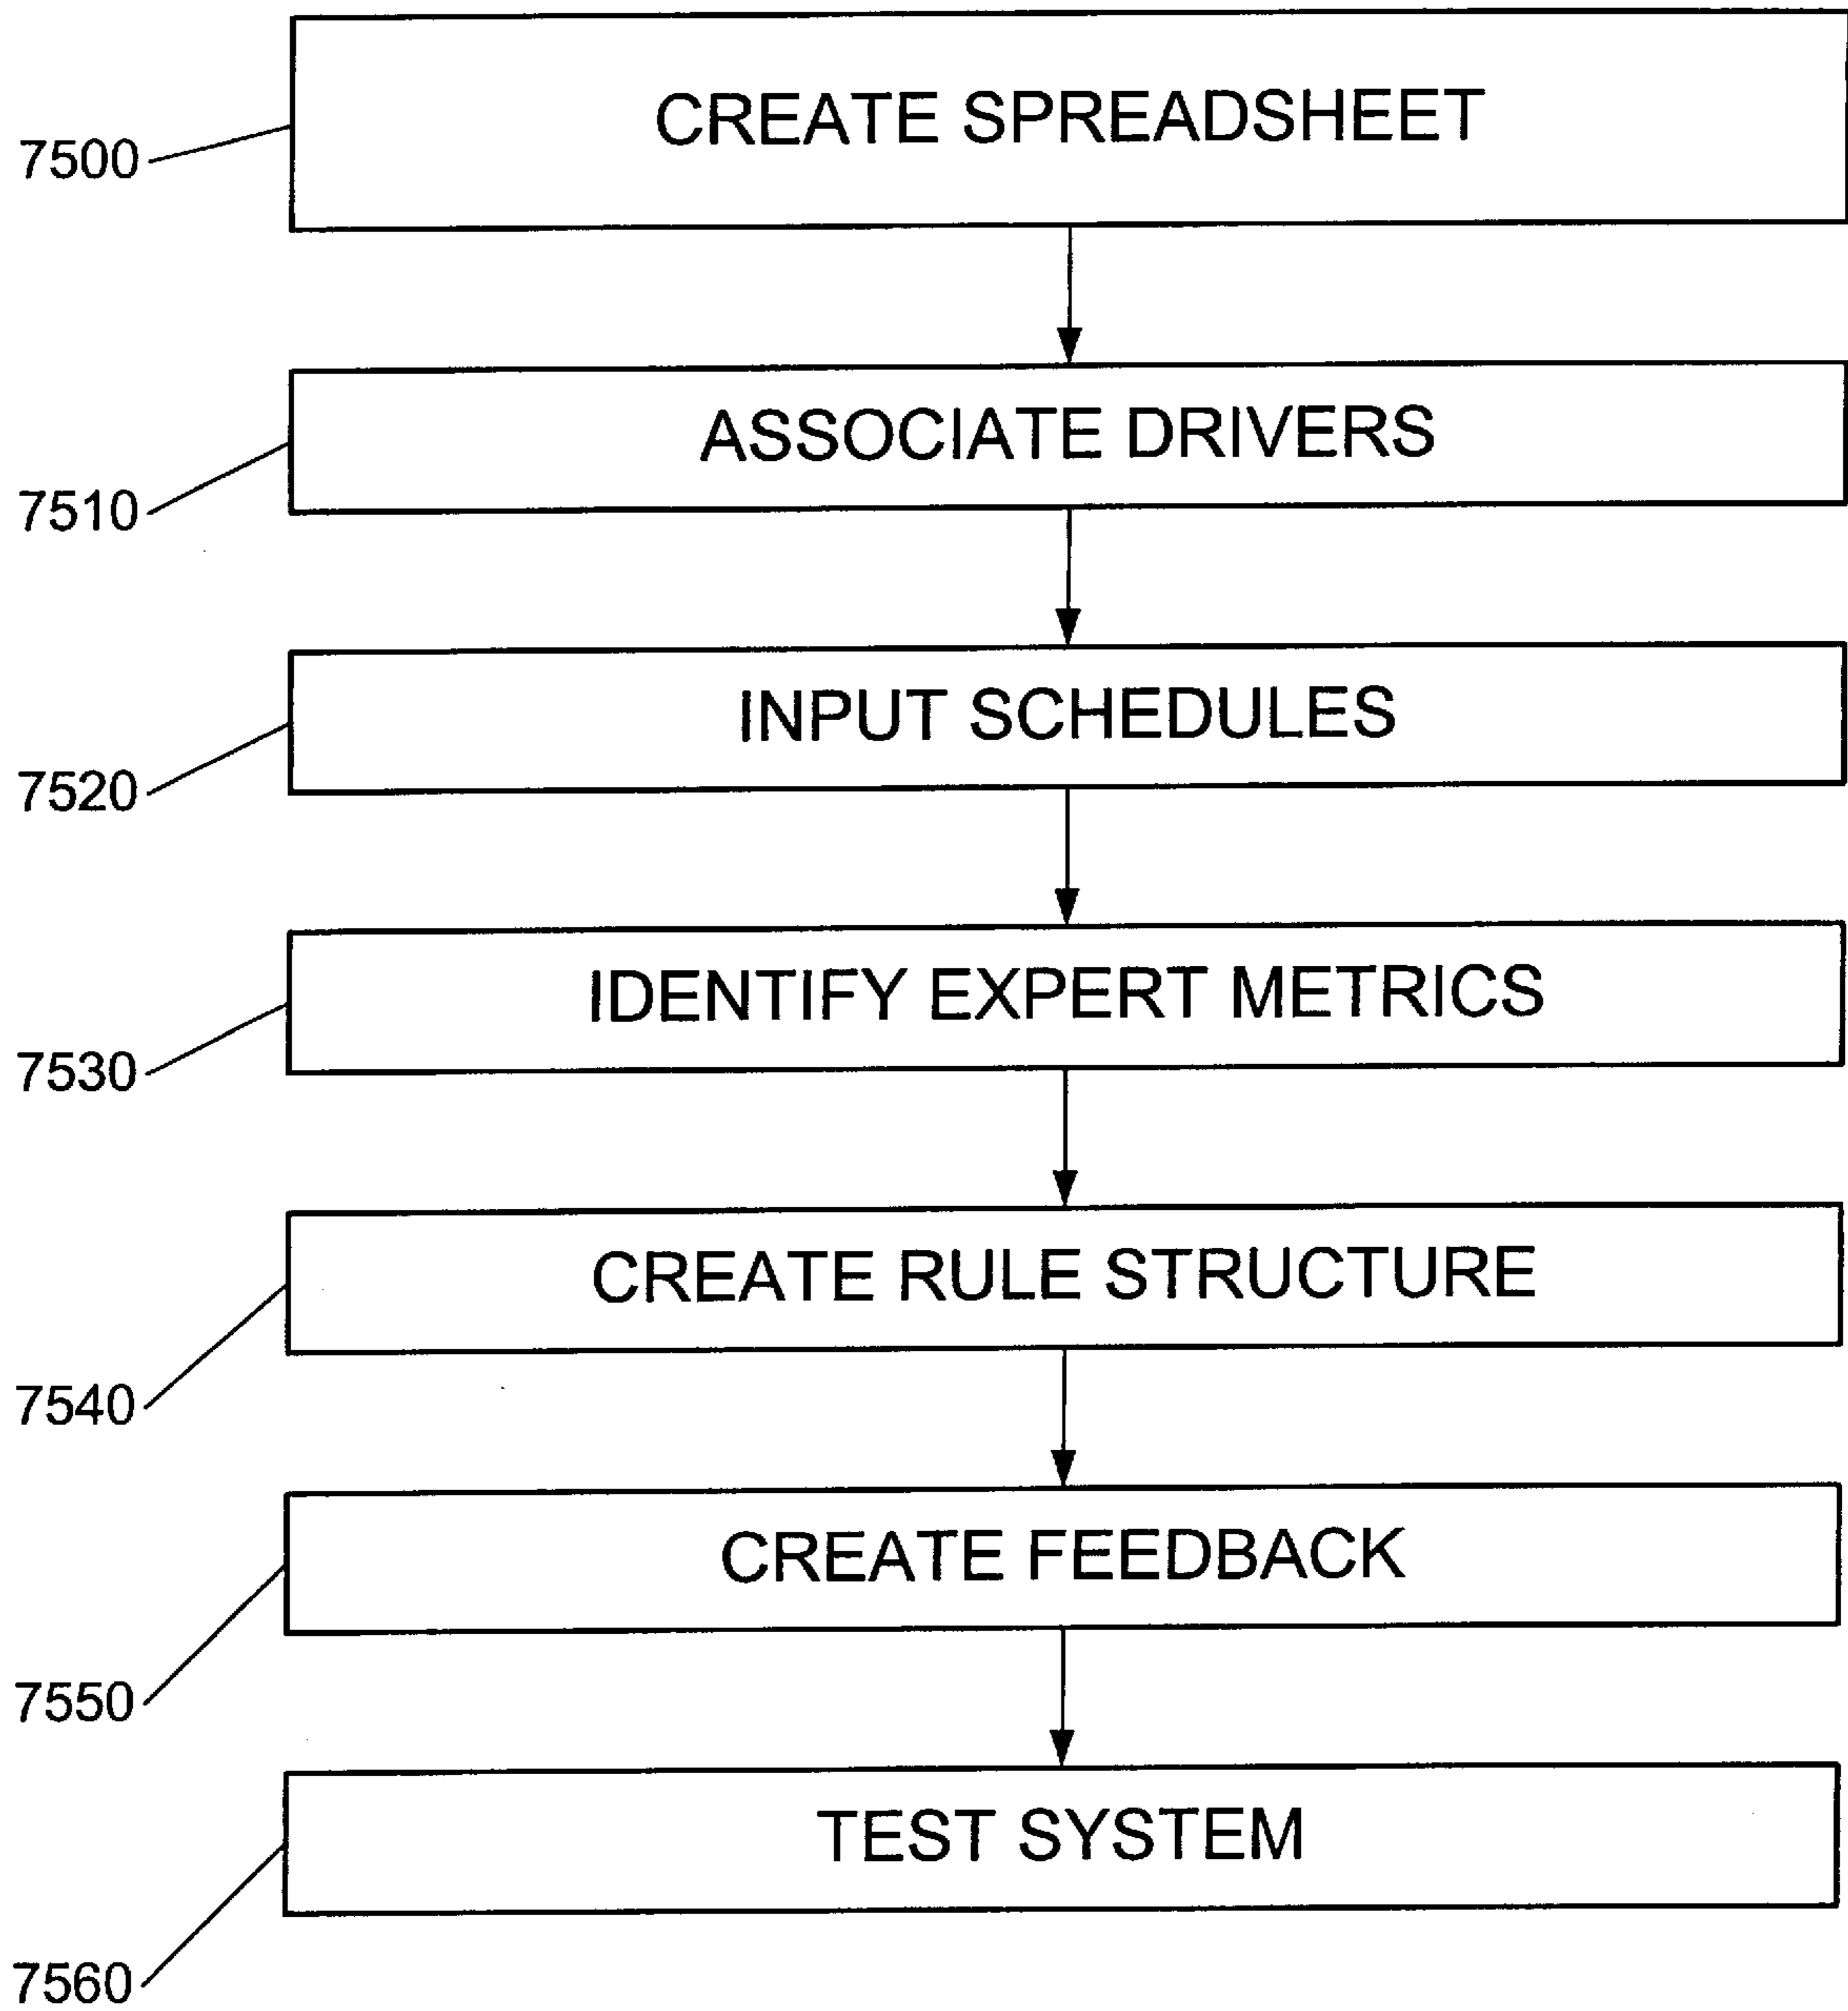 CREATE SPREADSHEET
7500
ASSOCIATE DRIVERS
7510
INPUT SCHEDULES
7520
IDENTIFY EXPERT METRICS
7530
CREATE RULE STRUCTURE
7540
CREATE FEEDBACK
7550
TEST SYSTEM
7560